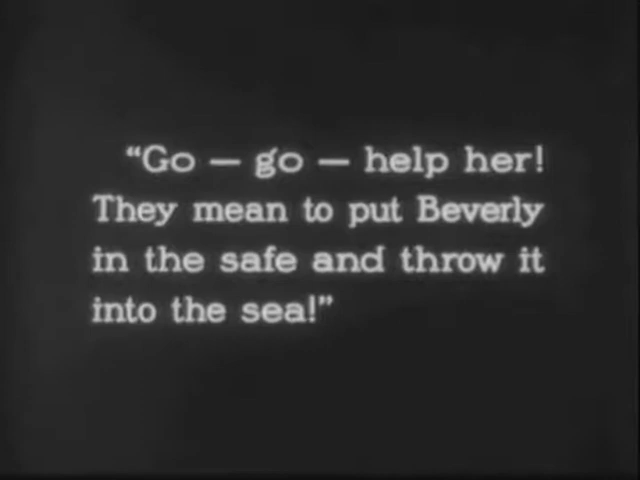 “Go — go — help her!
They mean to put Beverly
in the safe and throw it
into the sea!”